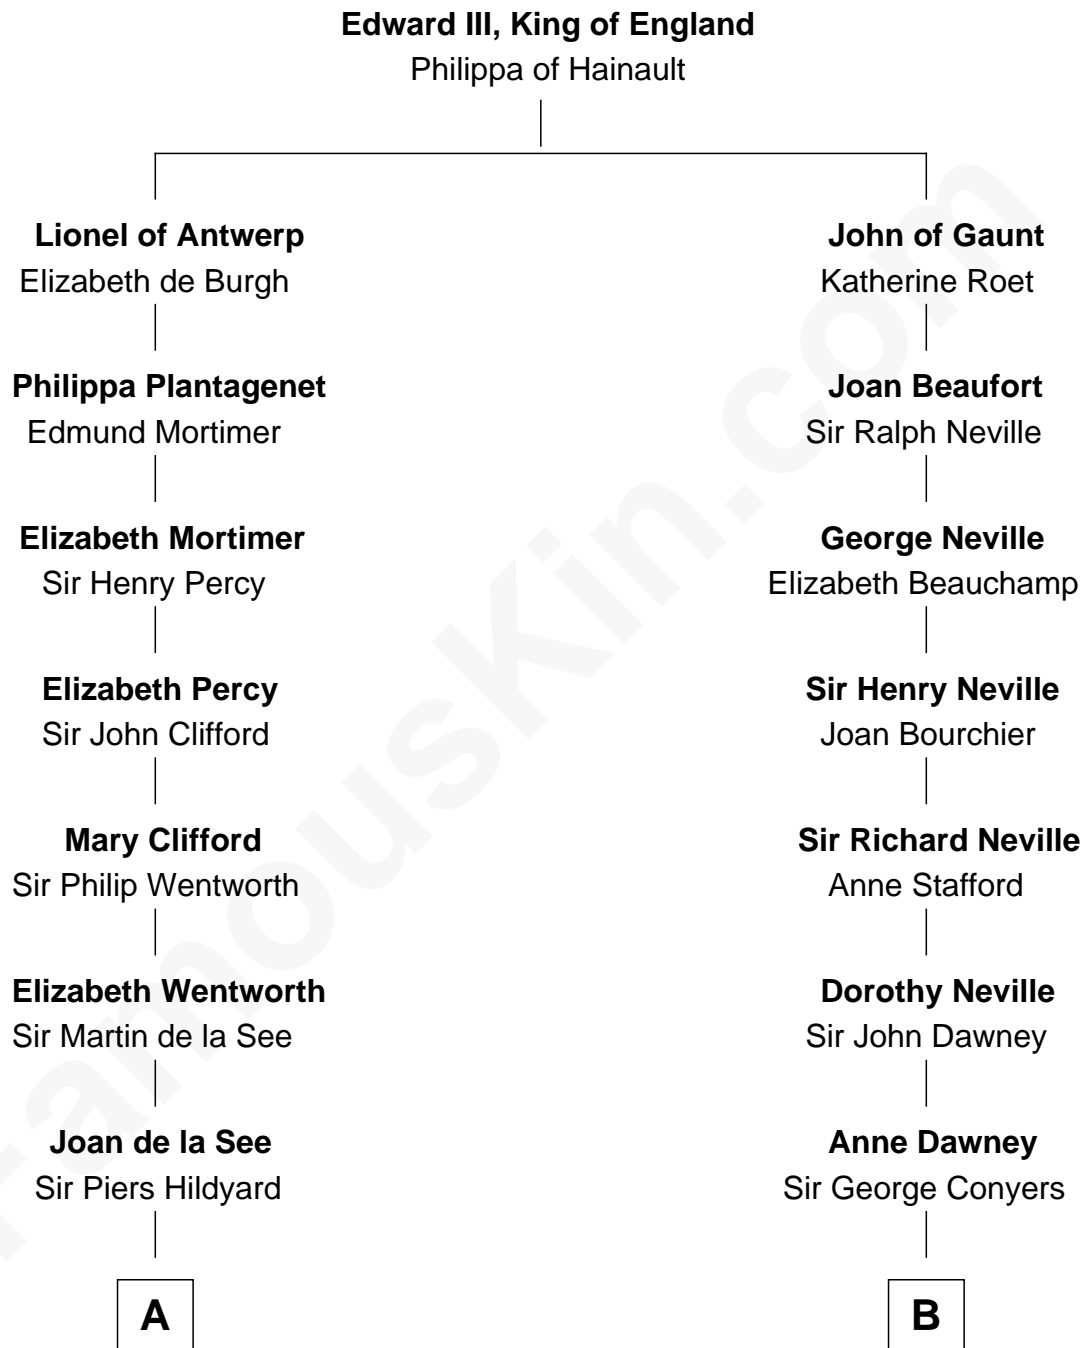 Edward III, King of England
Philippa of Hainault
Lionel of Antwerp
Elizabeth de Burgh
John of Gaunt
Katherine Roet
Philippa Plantagenet
Edmund Mortimer
Joan Beaufort
Sir Ralph Neville
Elizabeth Mortimer
Sir Henry Percy
George Neville
Elizabeth Beauchamp
Elizabeth Percy
Sir John Clifford
Sir Henry Neville
Joan Bourchier
Mary Clifford
Sir Philip Wentworth
Sir Richard Neville
Anne Stafford
Elizabeth Wentworth
Sir Martin de la See
Dorothy Neville
Sir John Dawney
Joan de la See
Sir Piers Hildyard
Anne Dawney
Sir George Conyers
A
B
FamousKin.com